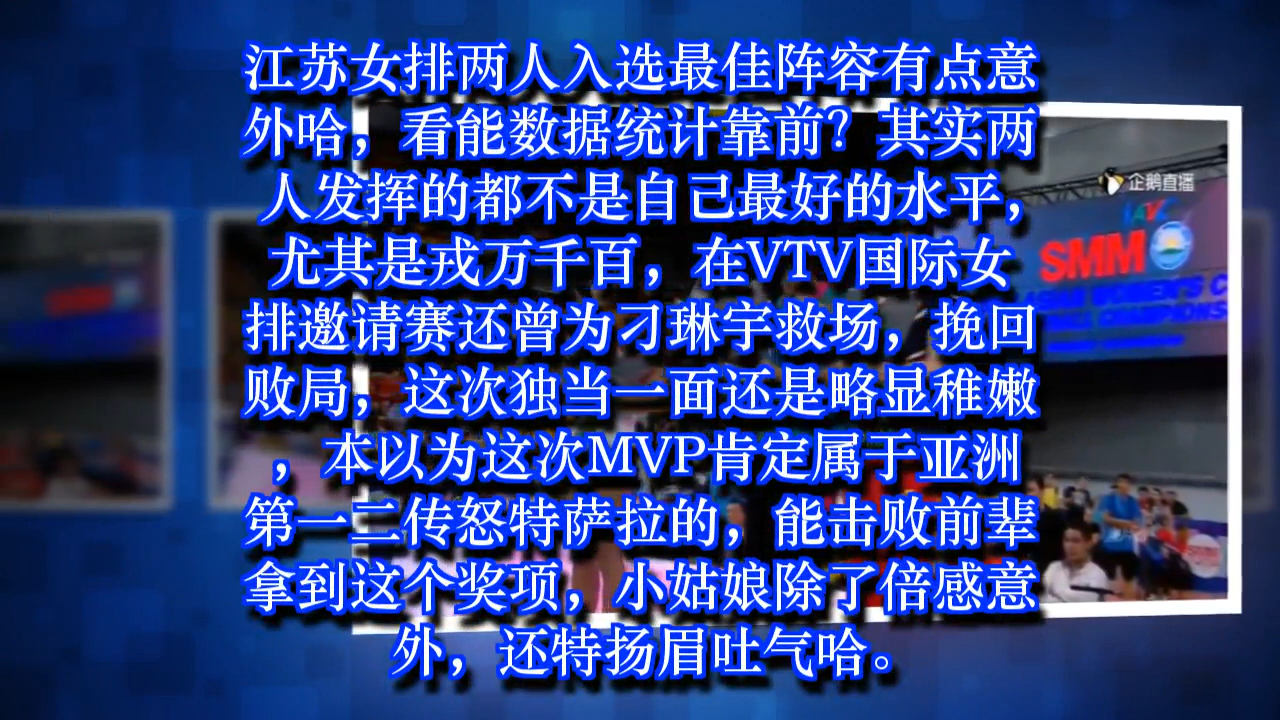 江苏女排两人入选最佳阵容有点意
外哈，看能数据统计靠前？其实两
人发挥的都不是自己最好的水平，
尤其是戎万千百，在VTV国际女
排邀请赛还曾为刁琳宇救场，挽回
败局，这次独当一面还是略显稚嫩
，本以为这次MVP肯定属于亚洲
第一二传怒特萨拉的，能击败前辈
拿到这个奖项，小姑娘除了倍感意
外，还特扬眉吐气哈。
企鹅直播
SMM